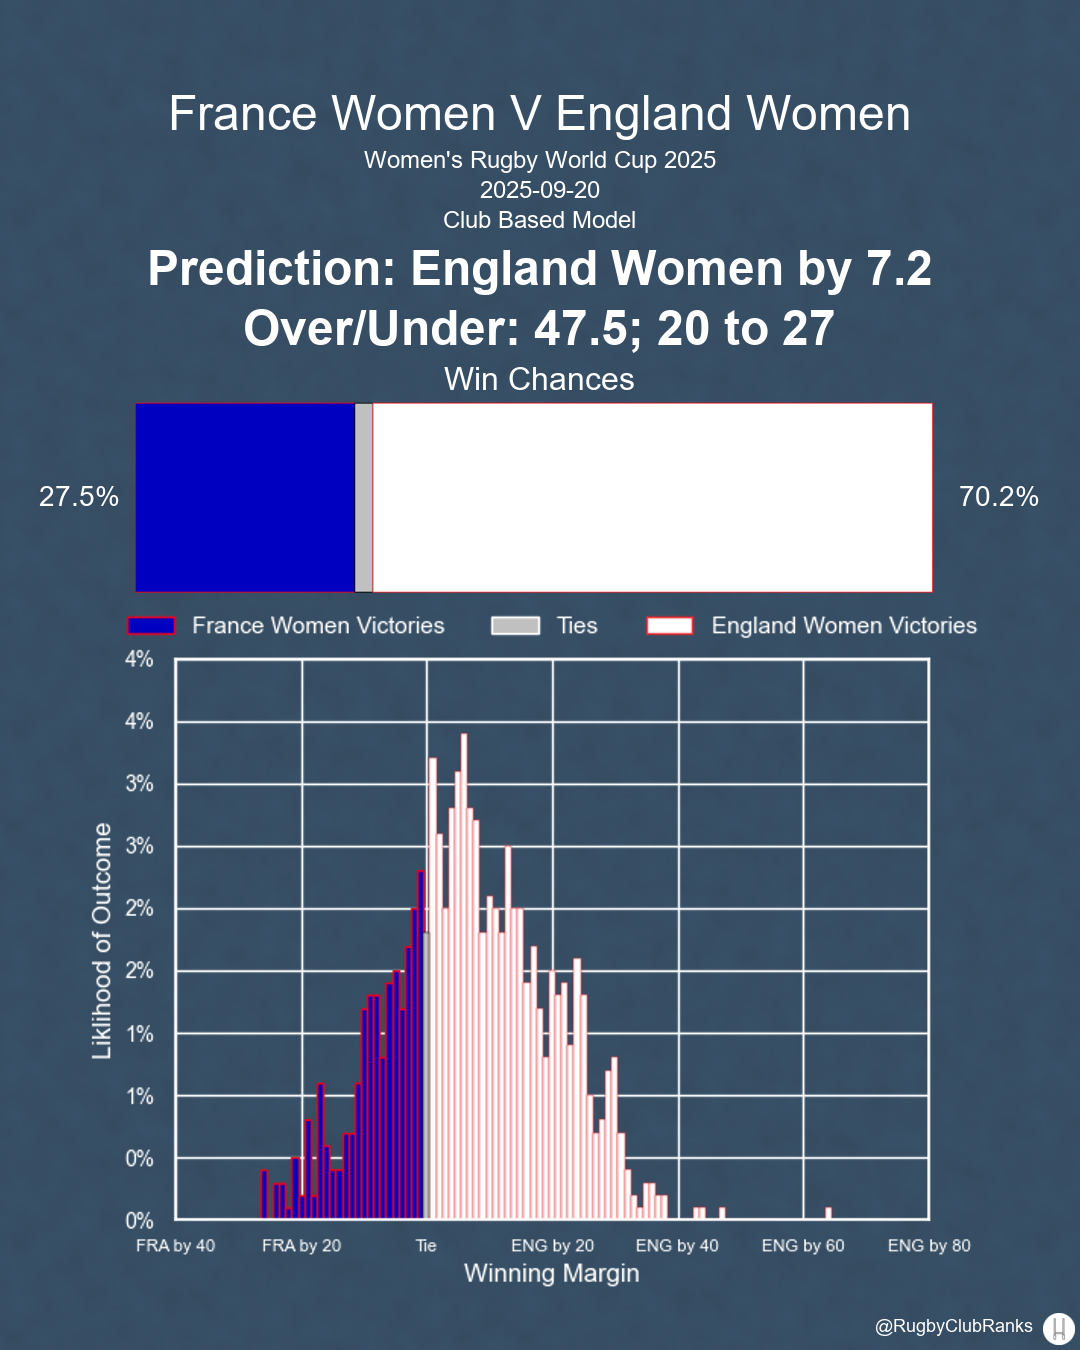 France Women V England Women
Women's Rugby World Cup 2025
2025-09-20
Club Based Model
Prediction: England Women by 7.2
Over/Under: 47.5; 20 to 27
Win Chances
27.5%
70.2%
France Women Victories
Ties
England Women Victories
4%
4%
3%
3%
2%
2%
1%
1%
0%
0%
Liklihood of Outcome
FRA by 40
FRA by 20
Tie
ENG by 20
ENG by 40
ENG by 60
ENG by 80
Winning Margin
@RugbyClubRanks